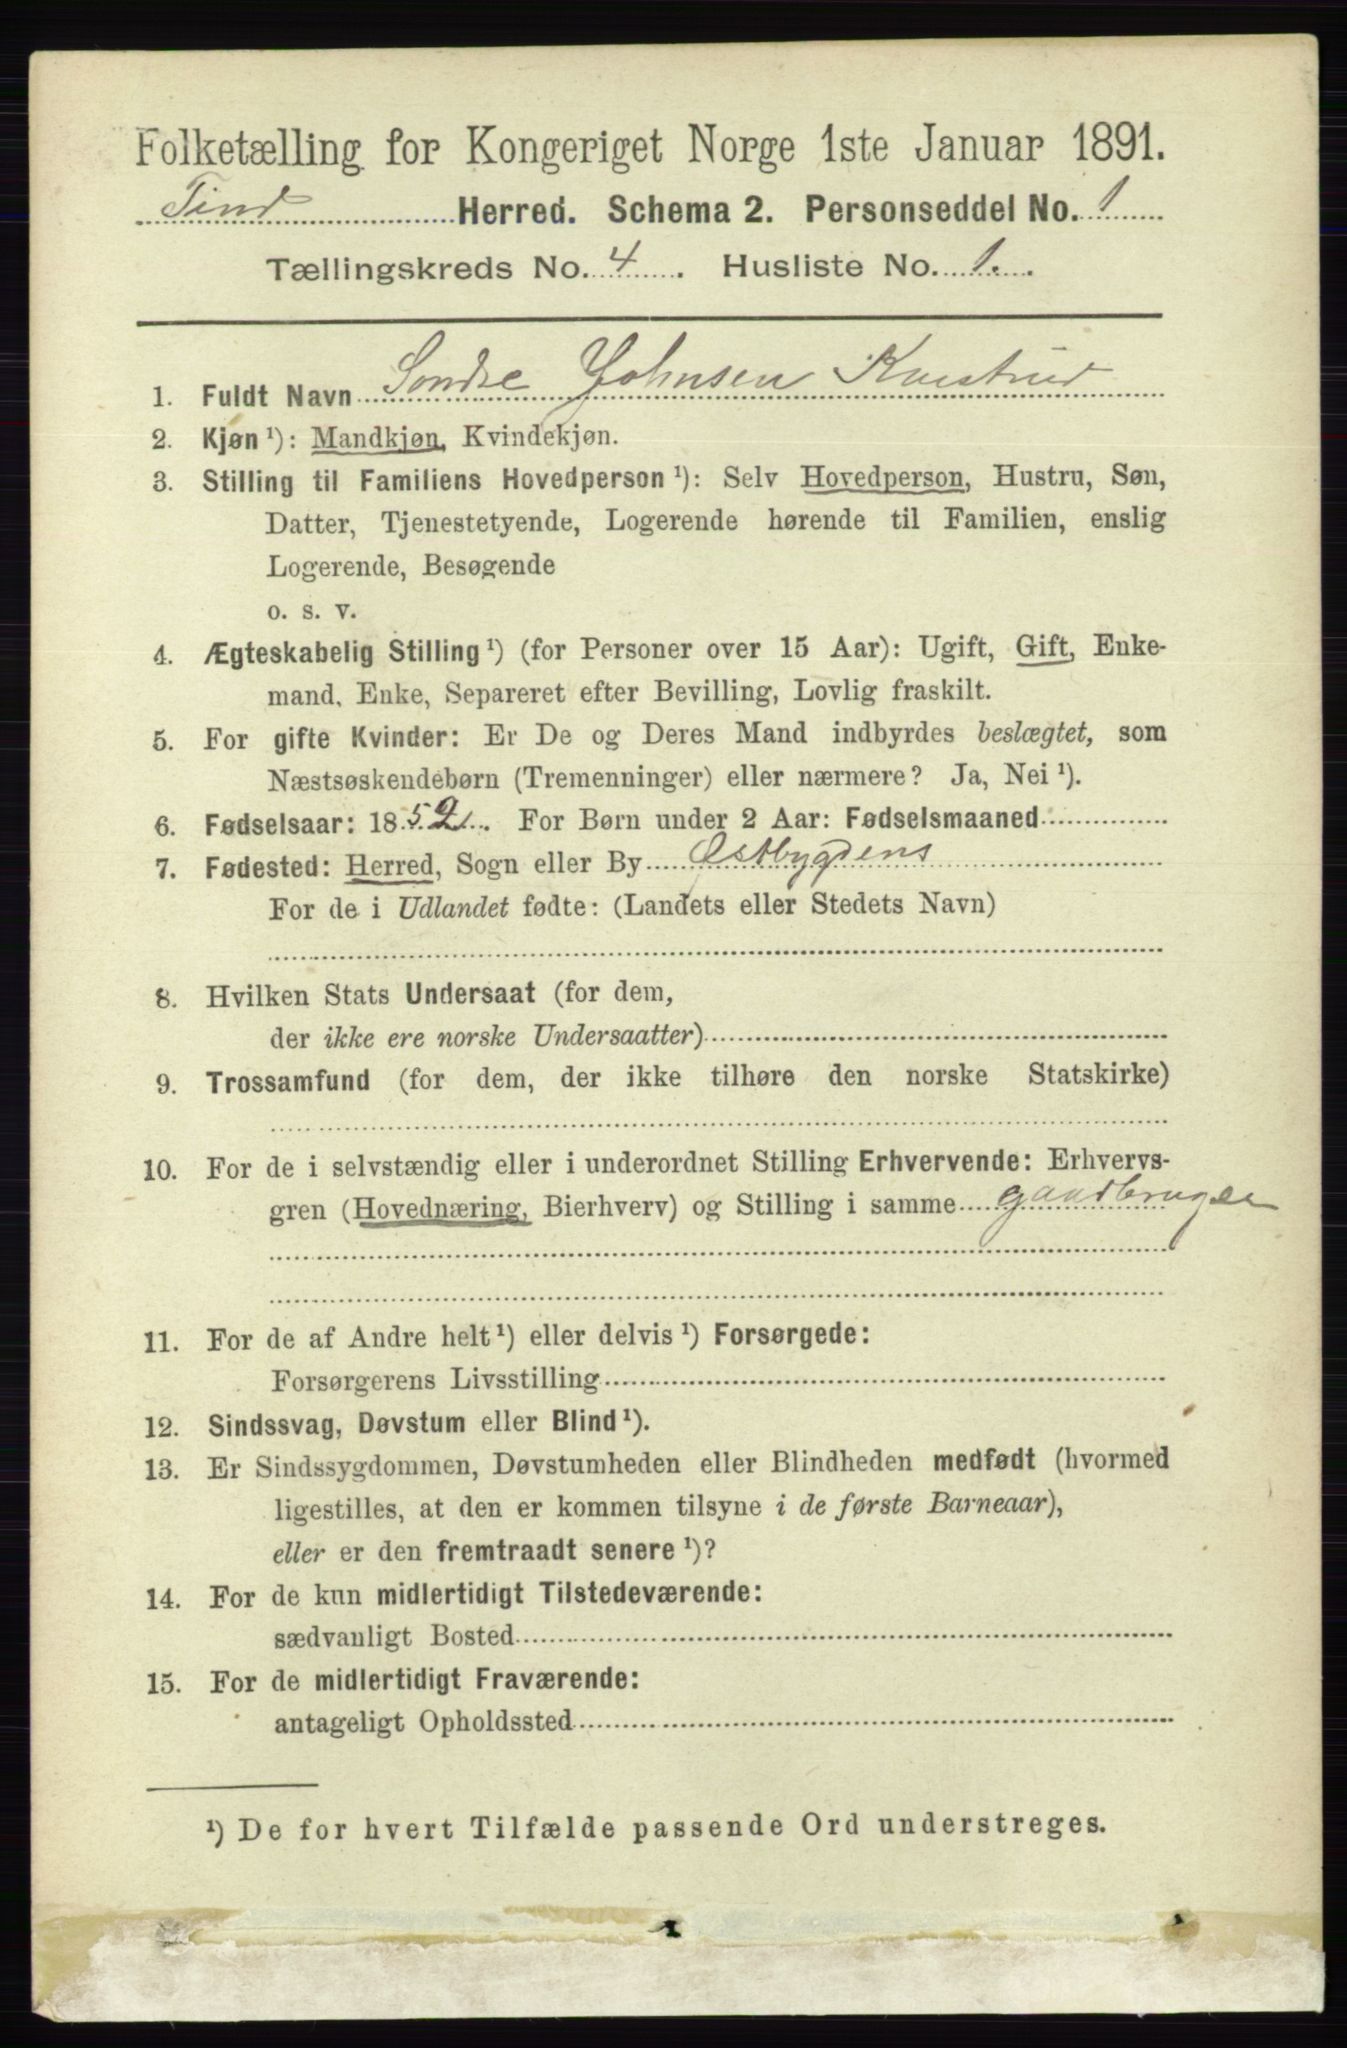 Folketælling for Kongeriget Norge 1ste Januar 1891.
Tind Herred. Schema 2. Personseddel No. 1
Tællingskreds No. 4. Husliste No. 1.
1. Fuldt Navn Sondre Johnsen
2. Kjøn ¹): Mandkjøn, Kvindekjøn.
3. Stilling til Familiens Hovedperson ¹): Selv Hovedperson, Hustru, Søn,
Datter, Tjenestetyende, Logerende hørende til Familien, enslig
Logerende, Besøgende
o. s. v.
4. Ægteskabelig Stilling ¹) (for Personer over 15 Aar): Ugift, Gift, Enke-
mand, Enke, Separeret efter Bevilling, Lovlig fraskilt.
5. For gifte Kvinder: Er De og Deres Mand indbyrdes beslægtet, som
Næstsøskendebørn (Tremenninger) eller nærmere? Ja, Nei ¹).
6. Fødselsaar: 1852. For Børn under 2 Aar: Fødselsmaaned
7. Fødested: Herred, Sogn eller By Østbygdens
For de i Udlandet fødte: (Landets eller Stedets Navn)
8. Hvilken Stats Undersaat (for dem,
der ikke ere norske Undersaatter)
9. Trossamfund (for dem, der ikke tilhøre den norske Statskirke)
10. For de i selvstændig eller i underordnet Stilling Erhvervende: Erhvervs-
gren (Hovednæring, Bierhverv) og Stilling i samme gaardbruger
11. For de af Andre helt ¹) eller delvis ¹) Forsørgede:
Forsørgerens Livsstilling
12. Sindssvag, Døvstum eller Blind ¹).
13. Er Sindssygdommen, Døvstumheden eller Blindheden medfødt (hvormed
ligestilles, at den er kommen tilsyne i de første Barneaar),
eller er den fremtraadt senere ¹)?
14. For de kun midlertidigt Tilstedeværende:
sædvanligt Bosted
15. For de midlertidigt Fraværende:
antageligt Opholdssted
¹) De for hvert Tilfælde passende Ord understreges.